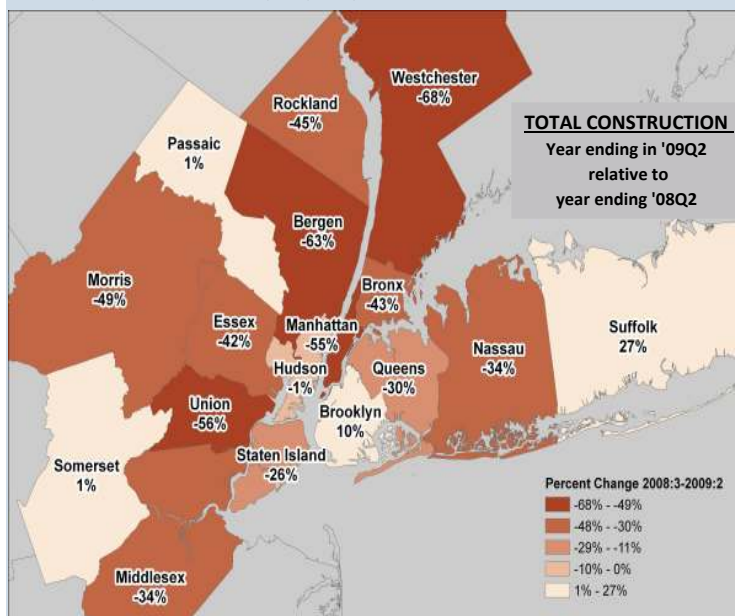 Westchester
-68%
Rockland
-45%
TOTAL CONSTRUCTION
Year ending in '09Q2
relative to
year ending '08Q2
Passaic
1%
Bergen
-63%
Morris
-49%
Bronx
-43%
Essex
-42%
Manhattan
-55%
Suffolk
27%
Nassau
-34%
Queens
-30%
Hudson
-1%
Union
-56%
Brooklyn
10%
Staten Island
-26%
Somerset
1%
Middlesex
-34%
Percent Change 2008:3-2009:2
-68% - -49%
-48% - -30%
-29% - -11%
-10% - 0%
1% - 27%